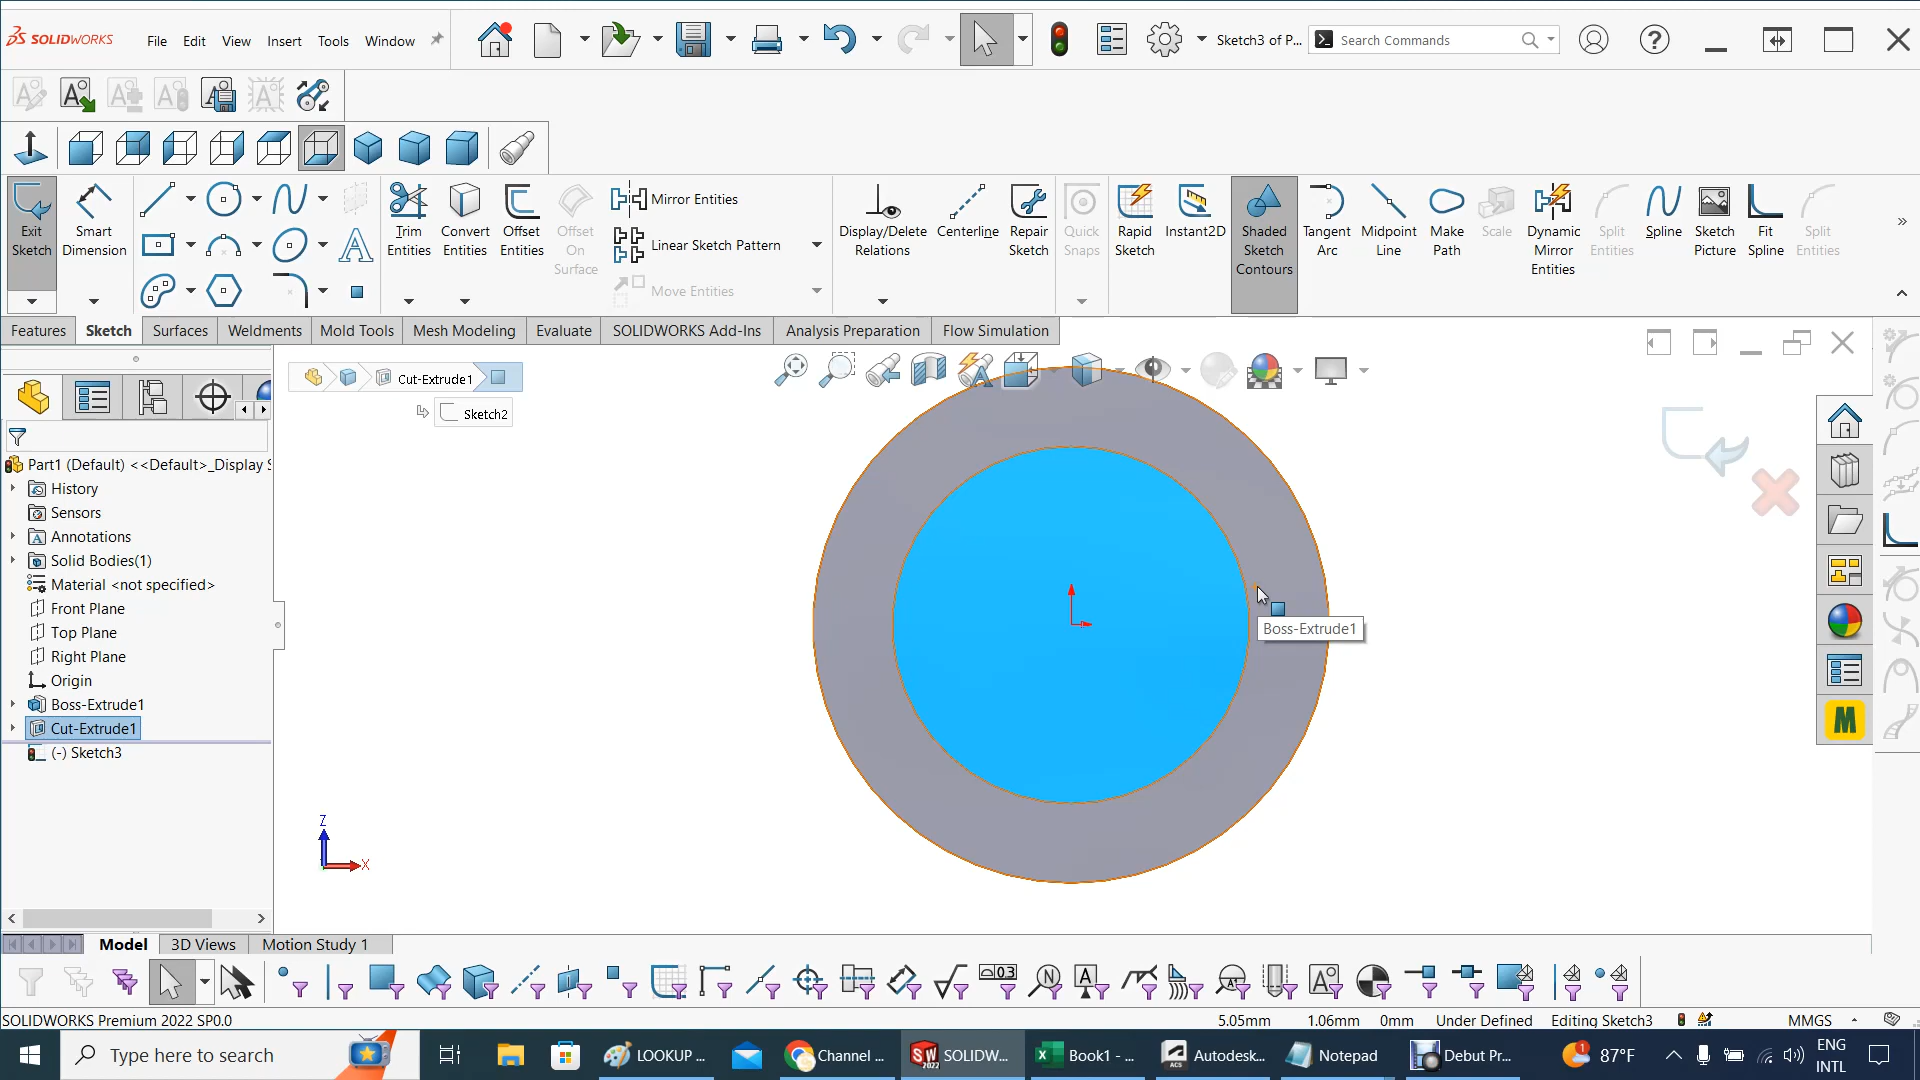 SOLIDWORKS
File Edit View Insert Tools Window
Sketch3 of P...
Search Commands
Exit Sketch
Smart Dimension
Trim Entities
Convert Entities
Offset Entities
Offset On Surface
Mirror Entities
Linear Sketch Pattern
Move Entities
Display/Delete Relations
Centerline
Repair Sketch
Quick Snaps
Rapid Sketch
Instant2D
Shaded Sketch Contours
Tangent Arc
Midpoint Line
Make Path
Scale
Dynamic Mirror Entities
Split Entities
Spline
Sketch Picture
Fit Spline
Split Entities
Features Sketch Surfaces Weldments Mold Tools Mesh Modeling Evaluate SOLIDWORKS Add-Ins Analysis Preparation Flow Simulation
Cut-Extrude1
Sketch2
Part1 (Default) <<Default>_Display S
History
Sensors
Annotations
Solid Bodies(1)
Material <not specified>
Front Plane
Top Plane
Right Plane
Origin
Boss-Extrude1
Cut-Extrude1
(-) Sketch3
Boss-Extrude1
Z
X
M
Model 3D Views Motion Study 1
SOLIDWORKS Premium 2022 SP0.0
5.05mm 1.06mm 0mm Under Defined Editing Sketch3 MMGS
Type here to search
LOOKUP ...
Channel ...
SOLIDW...
Book1 - ...
Autodesk...
Notepad
Debut Pr...
1
87°F
ENG
INTL